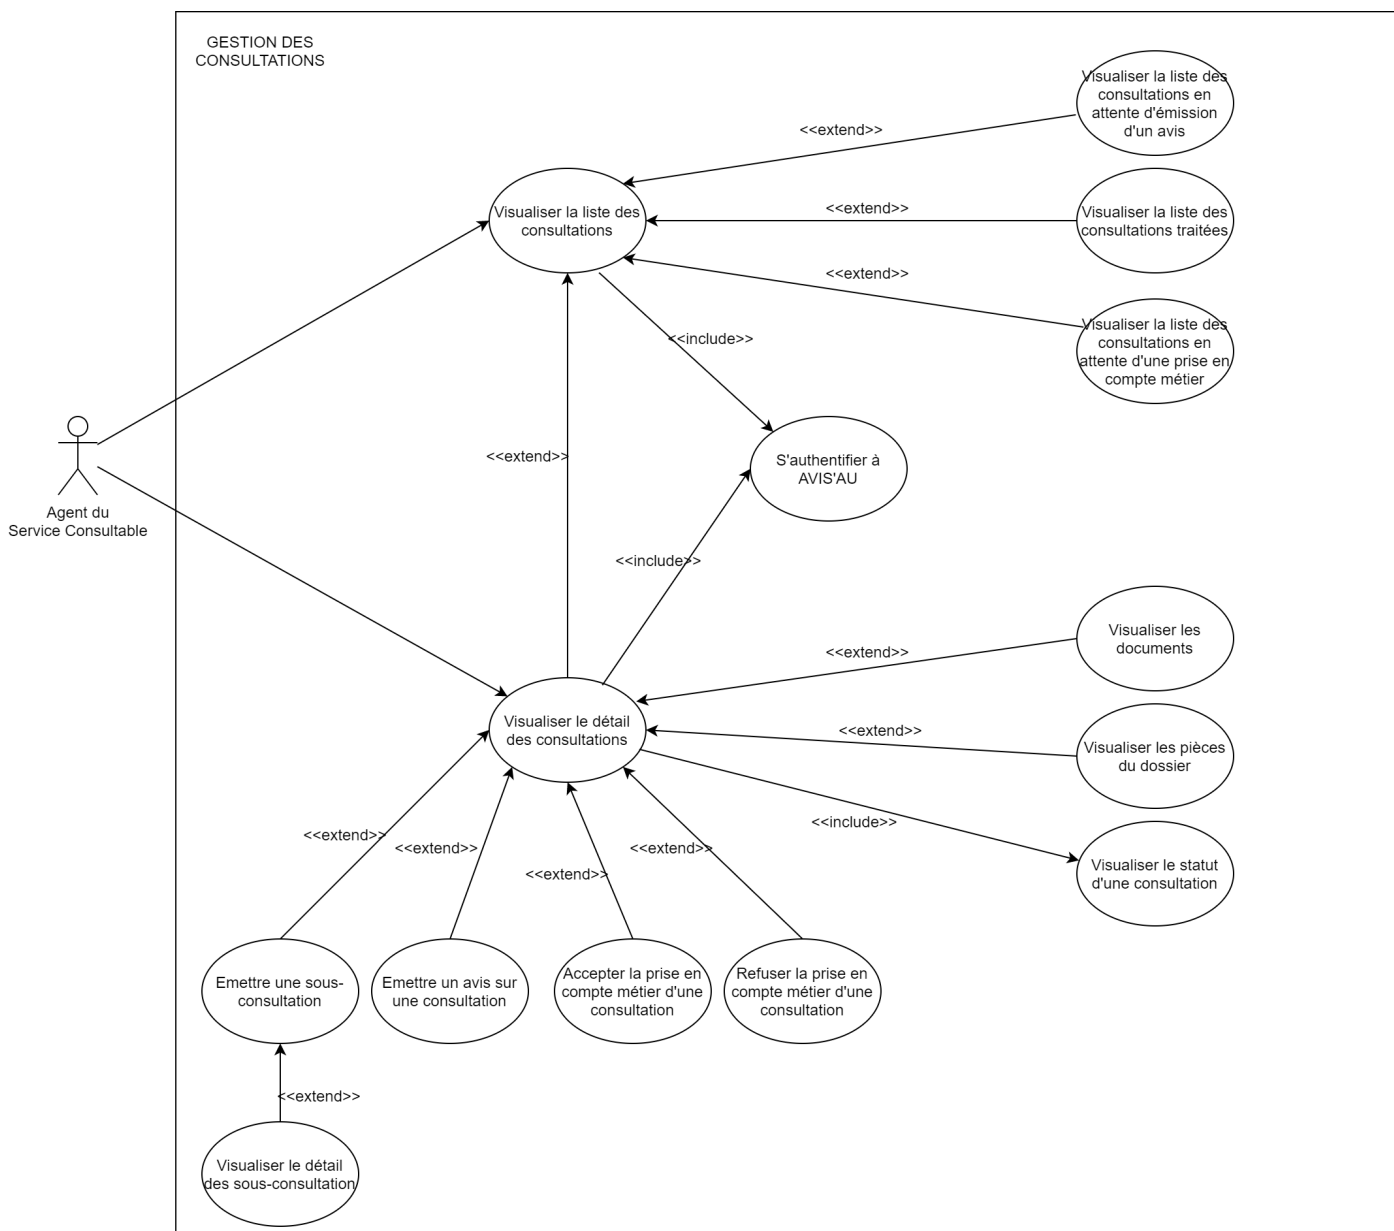 GESTION DES
CONSULTATIONS
Visualiser la liste des
consultations en
attente d'émission
d'un avis
<<extend>>
Visualiser la liste des
consultations
<<extend>>
Visualiser la liste des
consultations traitées
<<extend>>
Visualiser la liste des
consultations en
attente d'une prise en
compte métier
<<include>>
<<extend>>
S'authentifier à
AVIS'AU
Agent du
Service Consultable
<<include>>
Visualiser les
documents
<<extend>>
Visualiser le détail
des consultations
<<extend>>
Visualiser les pièces
du dossier
<<include>>
Visualiser le statut
d'une consultation
<<extend>>
<<extend>>
<<extend>>
<<extend>>
Emettre une sous-
consultation
Emettre un avis sur
une consultation
Accepter la prise en
compte métier d'une
consultation
Refuser la prise en
compte métier d'une
consultation
<<extend>>
Visualiser le détail
des sous-consultation